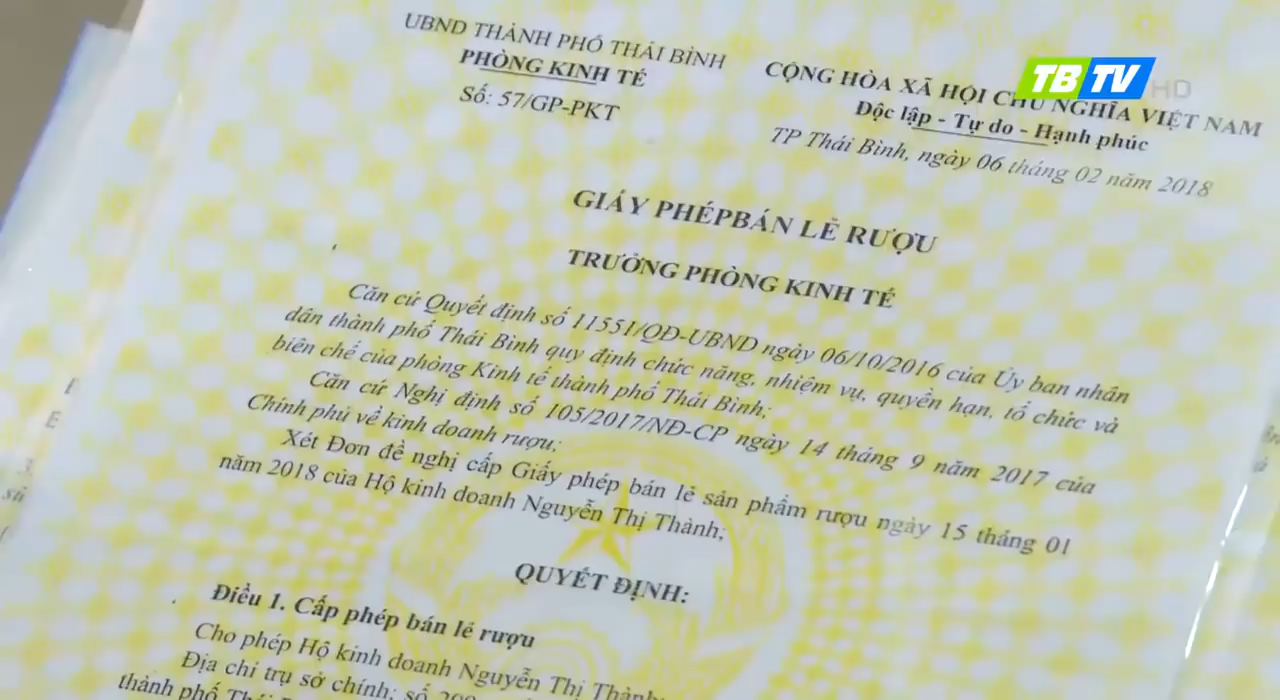 TBTV HD
UBND THÀNH PHỐ THÁI BÌNH
PHÒNG KINH TẾ
Số: 57/GP-PKT
CỘNG HÒA XÃ HỘI CHỦ NGHĨA VIỆT NAM
Độc lập - Tự do - Hạnh phúc
TP Thái Bình, ngày 06 tháng 02 năm 2018
GIẤY PHÉPBÁN LẺ RƯỢU
TRƯỞNG PHÒNG KINH TẾ
Căn cứ Quyết định số 11551/QĐ-UBND ngày 06/10/2016 của Ủy ban nhân
dân thành phố Thái Bình quy định chức năng, nhiệm vụ, quyền hạn, tổ chức và
biên chế của phòng Kinh tế thành phố Thái Bình;
Căn cứ Nghị định số 105/2017/NĐ-CP ngày 14 tháng 9 năm 2017 của
Chính phủ về kinh doanh rượu;
Xét Đơn đề nghị cấp Giấy phép bán lẻ sản phẩm rượu ngày 15 tháng 01
năm 2018 của Hộ kinh doanh Nguyễn Thị Thành;
QUYẾT ĐỊNH:
Điều 1. Cấp phép bán lẻ rượu
Cho phép Hộ kinh doanh Nguyễn Thị Thành
Địa chỉ trụ sở chính: số
thành phố Thái